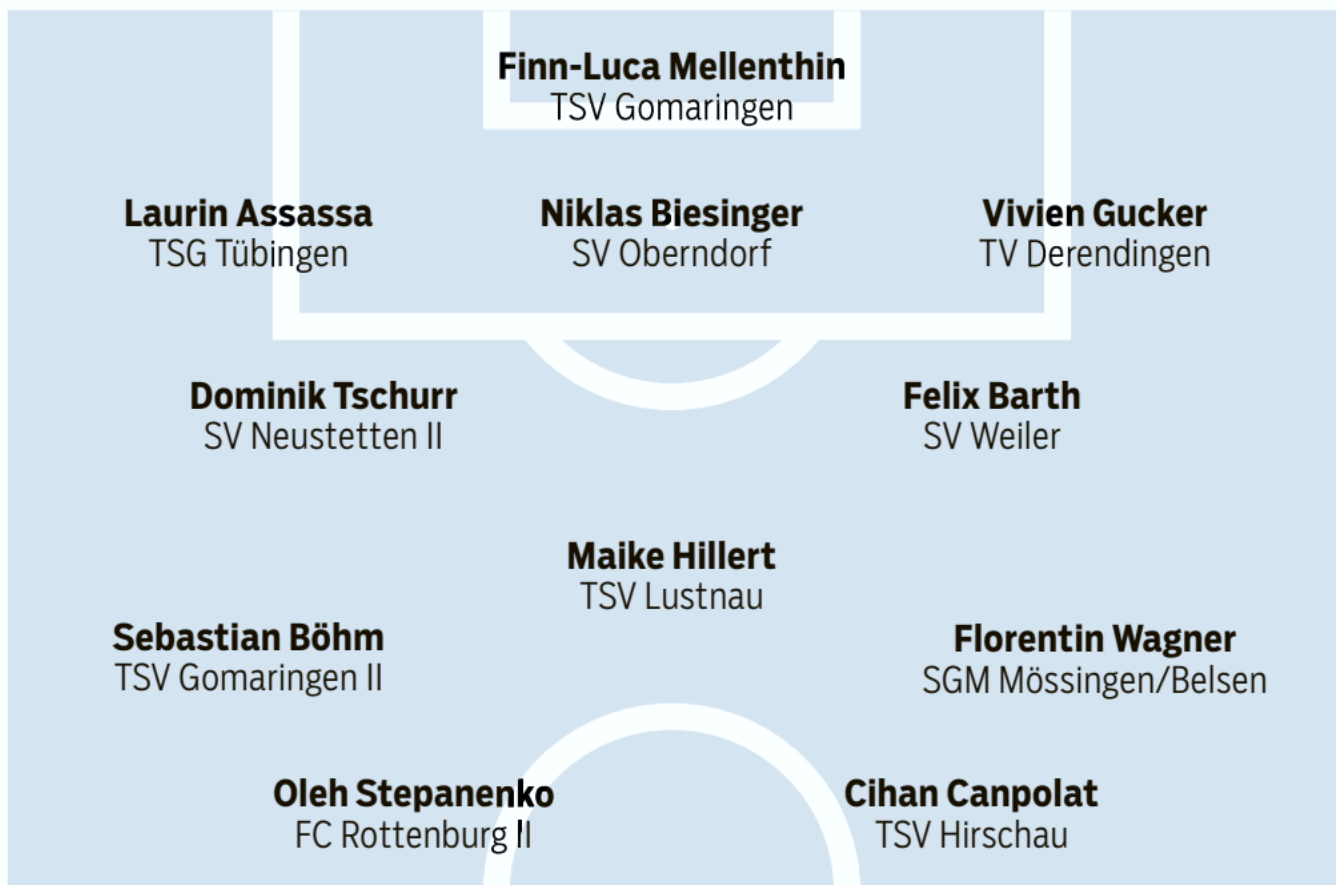 Finn-Luca Mellenthin
TSV Gomaringen
Laurin Assassa
TSG Tübingen
Niklas Biesinger
SV Oberndorf
Vivien Gucker
TV Derendingen
Dominik Tschurr
SV Neustetten II
Felix Barth
SV Weiler
Maike Hillert
TSV Lustnau
Sebastian Böhm
TSV Gomaringen II
Florentin Wagner
SGM Mössingen/Belsen
Oleh Stepanenko
FC Rottenburg II
Cihan Canpolat
TSV Hirschau